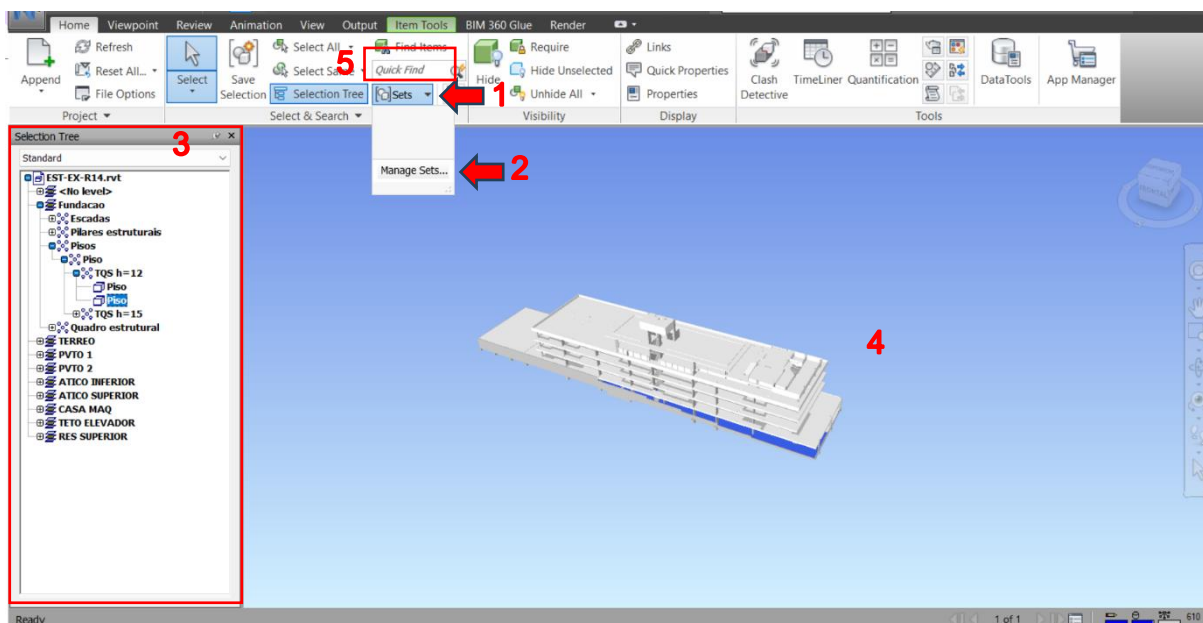 Home Viewpoint Review Animation View Output Item Tools BIM 360 Glue Render
Append
Refresh
Reset All...
File Options
Project
Select
Save
Selection
Select All
Select Same
Selection Tree
Find Items
Quick Find
Sets
Select & Search
5
1
Hide
Require
Hide Unselected
Unhide All
Visibility
Links
Quick Properties
Properties
Display
Clash
Detective
TimeLiner
Quantification
DataTools
App Manager
Tools
Manage Sets...
2
Selection Tree
3
Standard
EST-EX-R14.rvt
<No level>
Fundacao
Escadas
Pilares estruturais
Pisos
Piso
TQS h=12
Piso
Piso
TQS h=15
Quadro estrutural
TERREO
PVTO 1
PVTO 2
ATICO INFERIOR
ATICO SUPERIOR
CASA MAQ
TETO ELEVADOR
RES SUPERIOR
4
Ready
1 of 1
610